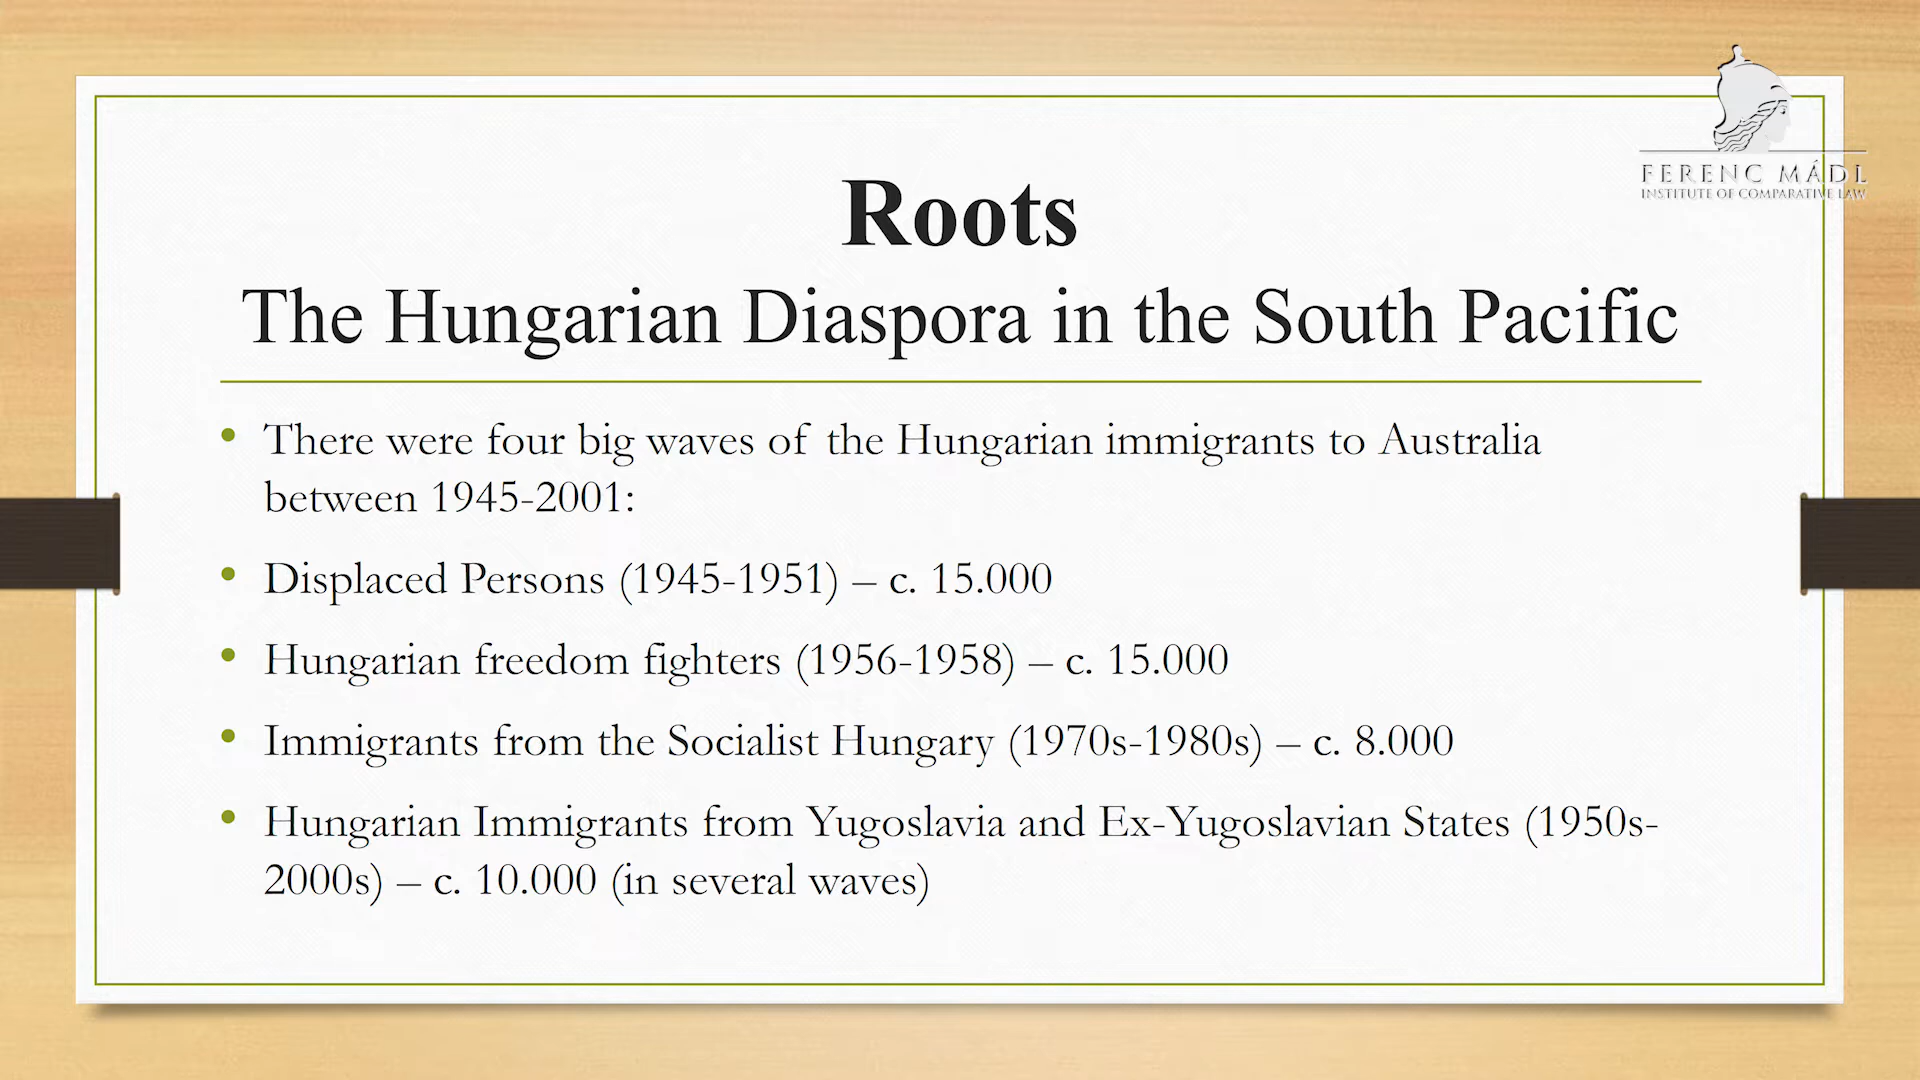 FERENC MÁDL
INSTITUTE OF COMPARATIVE LAW
Roots
The Hungarian Diaspora in the South Pacific
• There were four big waves of the Hungarian immigrants to Australia
between 1945-2001:
• Displaced Persons (1945-1951) – c. 15.000
• Hungarian freedom fighters (1956-1958) – c. 15.000
• Immigrants from the Socialist Hungary (1970s-1980s) – c. 8.000
• Hungarian Immigrants from Yugoslavia and Ex-Yugoslavian States (1950s-
2000s) – c. 10.000 (in several waves)